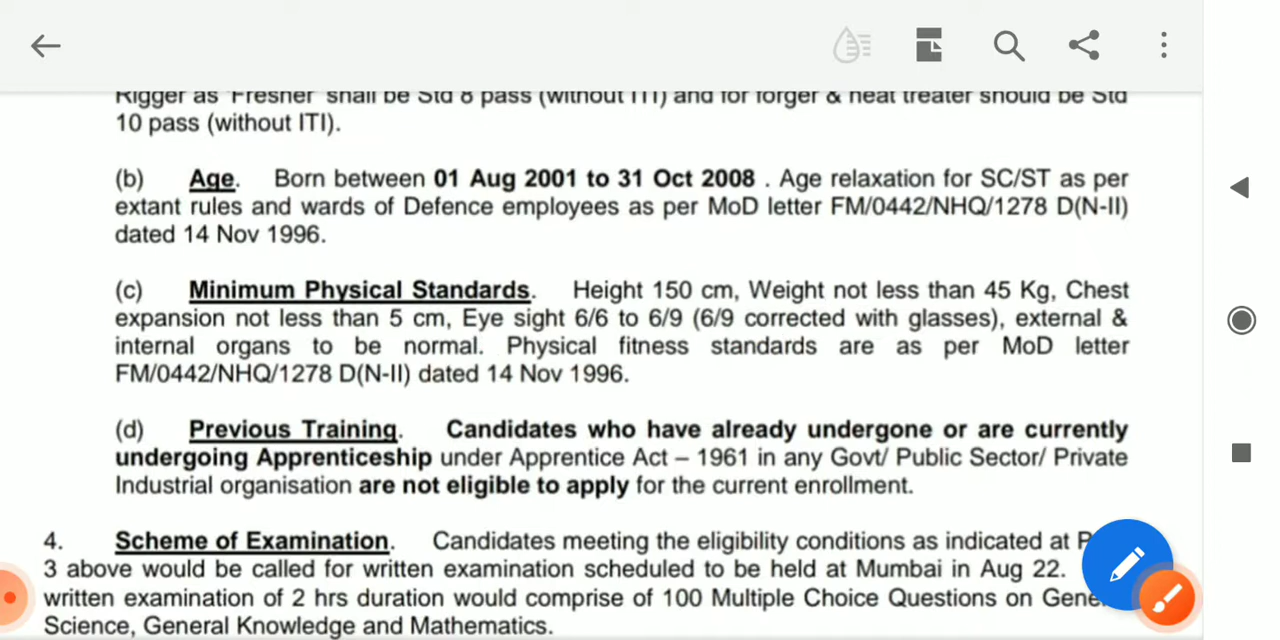 Rigger as 'Fresher' shall be Std 8 pass (without ITI) and for forger & heat treater should be Std
10 pass (without ITI).
(b) Age. Born between 01 Aug 2001 to 31 Oct 2008 . Age relaxation for SC/ST as per
extant rules and wards of Defence employees as per MoD letter FM/0442/NHQ/1278 D(N-II)
dated 14 Nov 1996.
(c) Minimum Physical Standards. Height 150 cm, Weight not less than 45 Kg, Chest
expansion not less than 5 cm, Eye sight 6/6 to 6/9 (6/9 corrected with glasses), external &
internal organs to be normal. Physical fitness standards are as per MoD letter
FM/0442/NHQ/1278 D(N-II) dated 14 Nov 1996.
(d) Previous Training. Candidates who have already undergone or are currently
undergoing Apprenticeship under Apprentice Act – 1961 in any Govt/ Public Sector/ Private
Industrial organisation are not eligible to apply for the current enrollment.
4. Scheme of Examination. Candidates meeting the eligibility conditions as indicated at
3 above would be called for written examination scheduled to be held at Mumbai in Aug 22.
written examination of 2 hrs duration would comprise of 100 Multiple Choice Questions on
Science, General Knowledge and Mathematics.